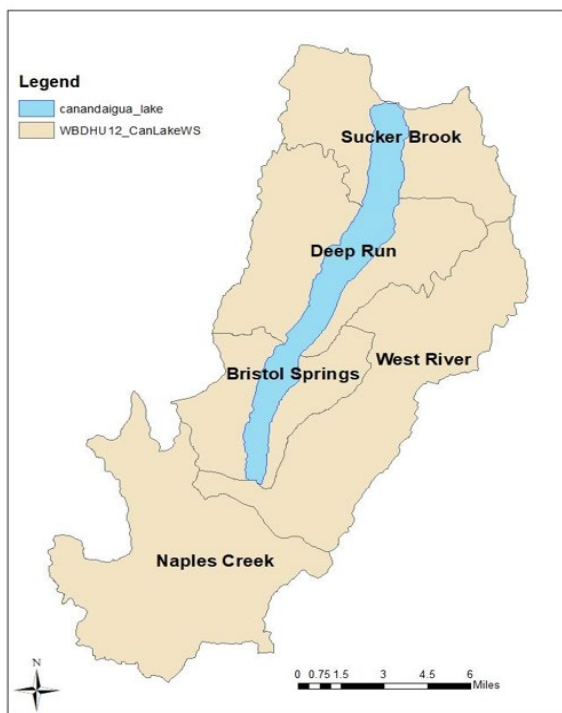 Legend
canandaigua_lake
WBDHU12_CanLakeWS
Sucker Brook
Deep Run
West River
Bristol Springs
Naples Creek
N
0 0.75 1.5 3 4.5 6
Miles